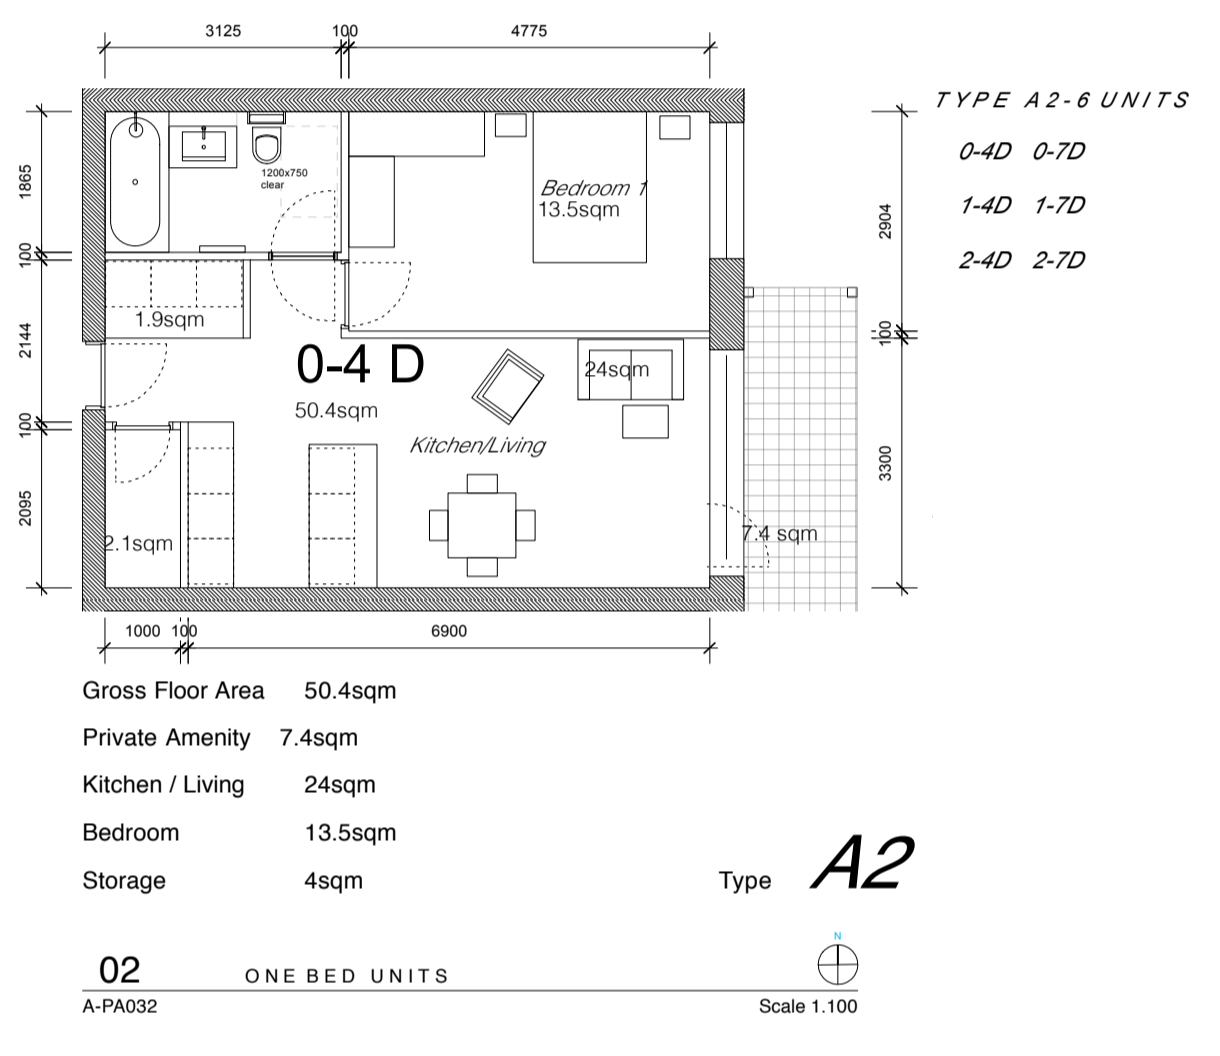 3125 100 4775
TYPE A2-6 UNITS
0-4D 0-7D
1-4D 1-7D
2-4D 2-7D
1865
100
2144
100
2095
2904
100
3300
1200x750
clear
Bedroom 1
13.5sqm
1.9sqm
0-4 D
50.4sqm
24sqm
Kitchen/Living
2.1sqm
7.4 sqm
1000 100 6900
Gross Floor Area 50.4sqm
Private Amenity 7.4sqm
Kitchen / Living 24sqm
Bedroom 13.5sqm
Storage 4sqm
Type A2
N
02 ONE BED UNITS
A-PA032 Scale 1.100